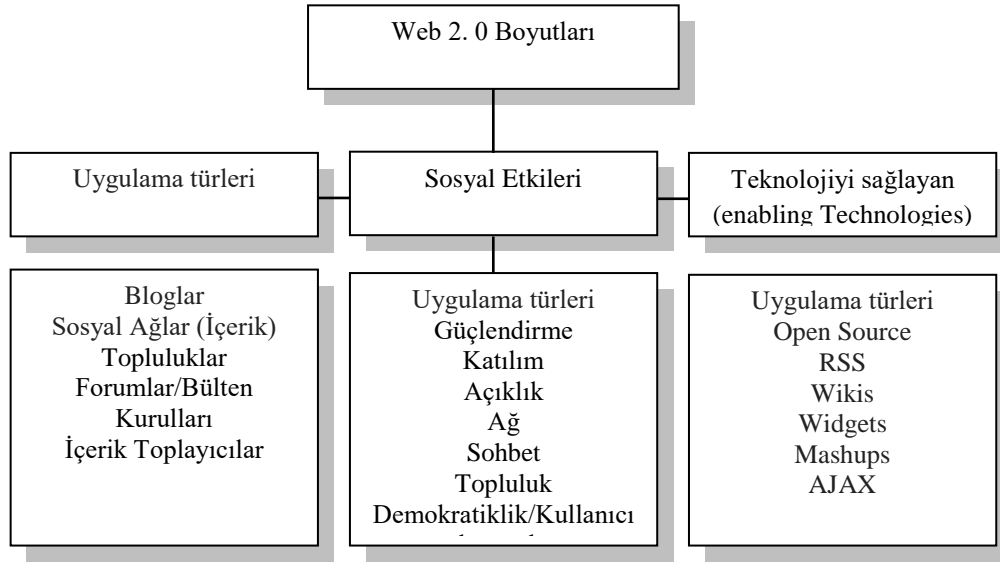 Web 2. 0 Boyutları
Uygulama türleri
Sosyal Etkileri
Teknolojiyi sağlayan
(enabling Technologies)
Bloglar
Sosyal Ağlar (İçerik)
Topluluklar
Forumlar/Bülten
Kurulları
İçerik Toplayıcılar
Uygulama türleri
Güçlendirme
Katılım
Açıklık
Ağ
Sohbet
Topluluk
Demokratiklik/Kullanıcı
Uygulama türleri
Open Source
RSS
Wikis
Widgets
Mashups
AJAX